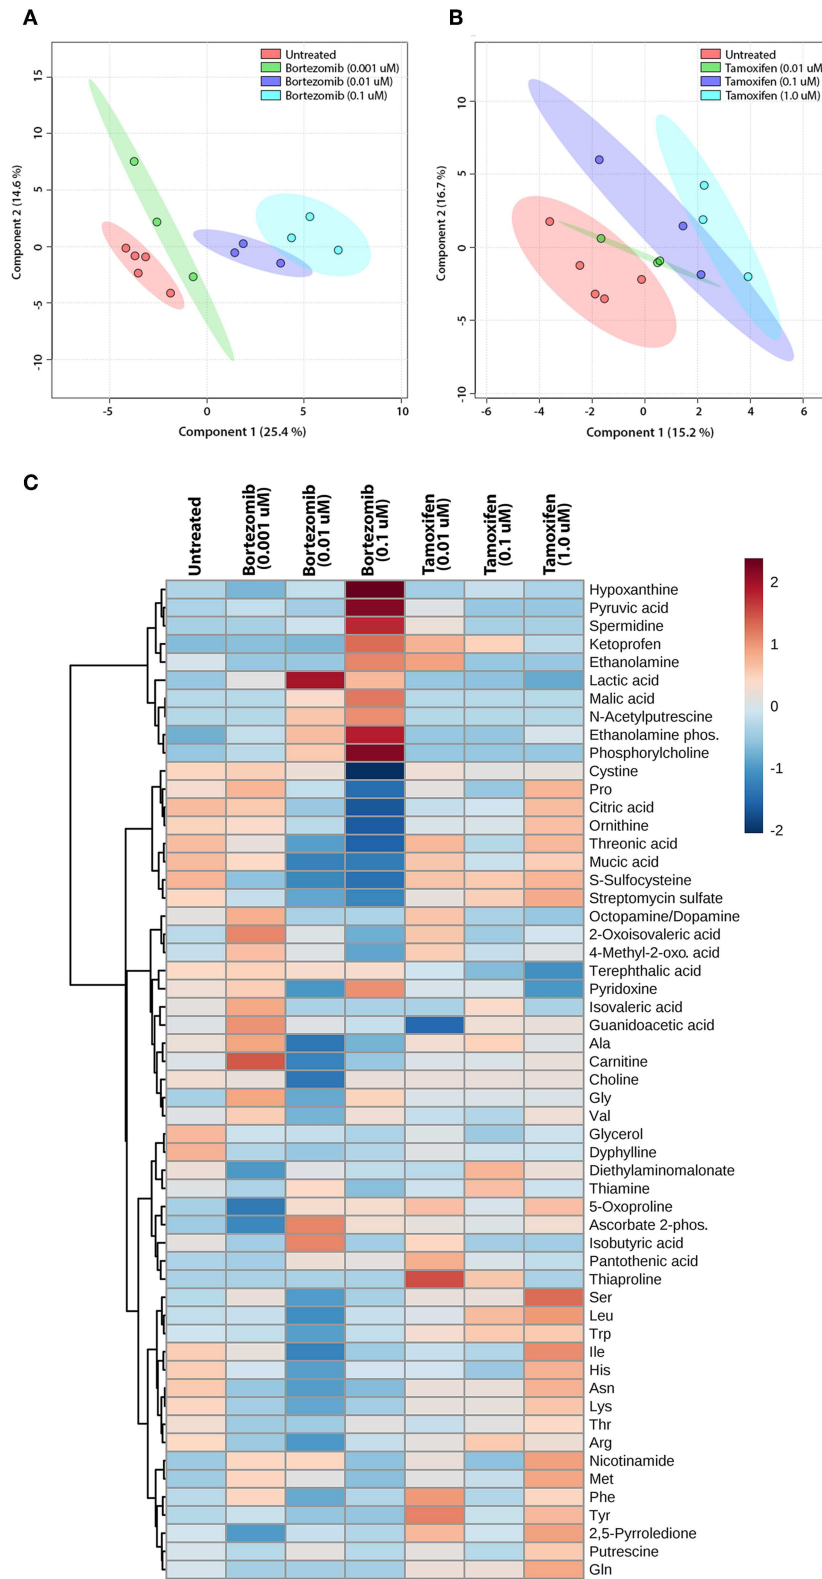 A
B
Untreated
Bortezomib (0.001 uM)
Bortezomib (0.01 uM)
Bortezomib (0.1 uM)
Untreated
Tamoxifen (0.01 uM)
Tamoxifen (0.1 uM)
Tamoxifen (1.0 uM)
Component 2 (14.6 %)
15
10
5
0
-5
-10
-5
0
5
10
Component 1 (25.4 %)
Component 2 (16.7 %)
10
5
0
-5
-10
-6
-4
-2
0
2
4
6
Component 1 (15.2 %)
C
Untreated
Bortezomib
(0.001 uM)
Bortezomib
(0.01 uM)
Bortezomib
(0.1 uM)
Tamoxifen
(0.01 uM)
Tamoxifen
(0.1 uM)
Tamoxifen
(1.0 uM)
Hypoxanthine
Pyruvic acid
Spermidine
Ketoprofen
Ethanolamine
Lactic acid
Malic acid
N-Acetylputrescine
Ethanolamine phos.
Phosphorylcholine
Cystine
Pro
Citric acid
Ornithine
Threonic acid
Mucic acid
S-Sulfocysteine
Streptomycin sulfate
Octopamine/Dopamine
2-Oxoisovaleric acid
4-Methyl-2-oxo. acid
Terephthalic acid
Pyridoxine
Isovaleric acid
Guanidoacetic acid
Ala
Carnitine
Choline
Gly
Val
Glycerol
Dyphylline
Diethylaminomalonate
Thiamine
5-Oxoproline
Ascorbate 2-phos.
Isobutyric acid
Pantothenic acid
Thiaproline
Ser
Leu
Trp
Ile
His
Asn
Lys
Thr
Arg
Nicotinamide
Met
Phe
Tyr
2,5-Pyrroledione
Putrescine
Gln
2
1
0
-1
-2